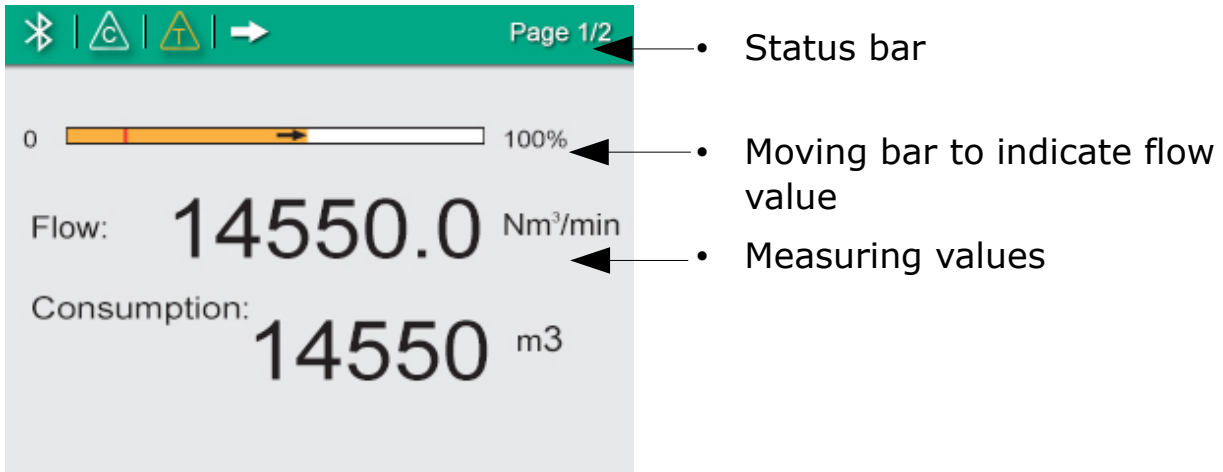 C T Page 1/2
• Status bar
0 100%
• Moving bar to indicate flow
value
Flow: 14550.0 Nm³/min
• Measuring values
Consumption:
14550 m3